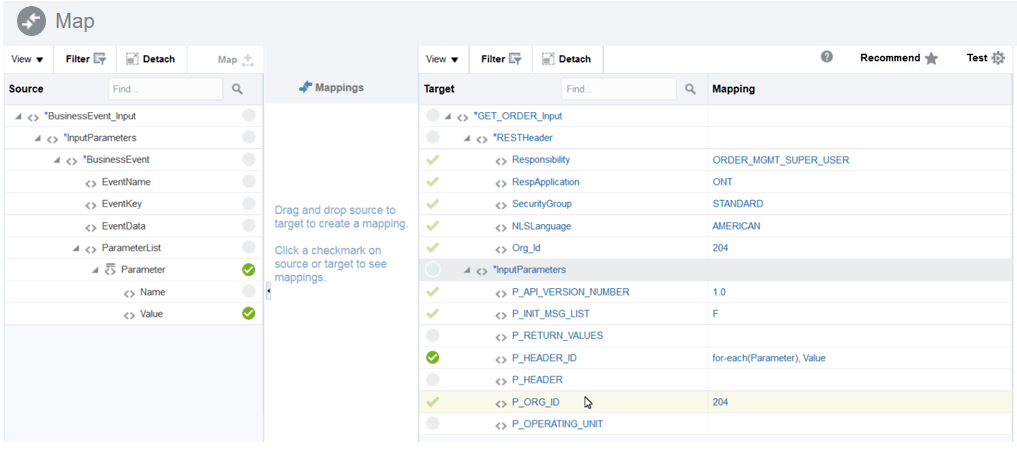 Map
View Filter Detach Map
View Filter Detach Recommend Test
Source Find...
Mappings
Target Find... Mapping
*BusinessEvent_Input
*GET_ORDER_Input
*InputParameters
*RESTHeader
*BusinessEvent
Responsibility ORDER_MGMT_SUPER_USER
EventName
RespApplication ONT
EventKey
SecurityGroup STANDARD
EventData
NLSLanguage AMERICAN
ParameterList
Org_Id 204
Parameter
*InputParameters
Name
P_API_VERSION_NUMBER 1.0
Value
P_INIT_MSG_LIST F
P_RETURN_VALUES
P_HEADER_ID for-each(Parameter), Value
P_HEADER
P_ORG_ID 204
P_OPERATING_UNIT
Drag and drop source to
target to create a mapping.
Click a checkmark on
source or target to see
mappings.